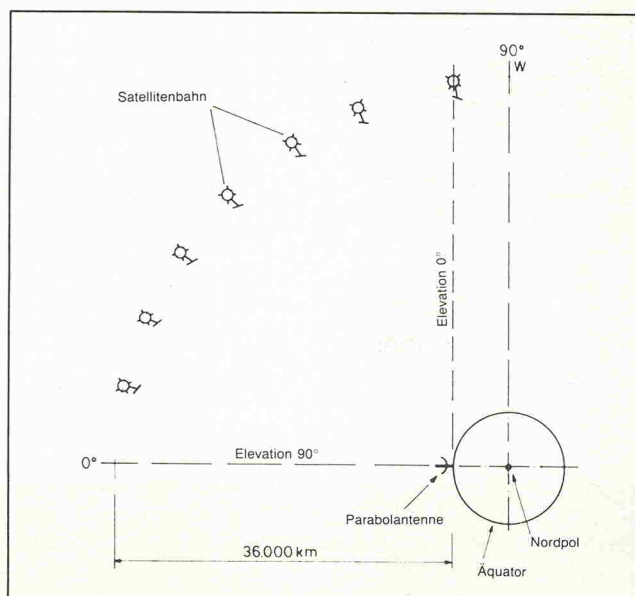 90°
W
Satellitenbahn
Elevation 0°
0°
Elevation 90°
Parabolantenne
Nordpol
36.000 km
Äquator